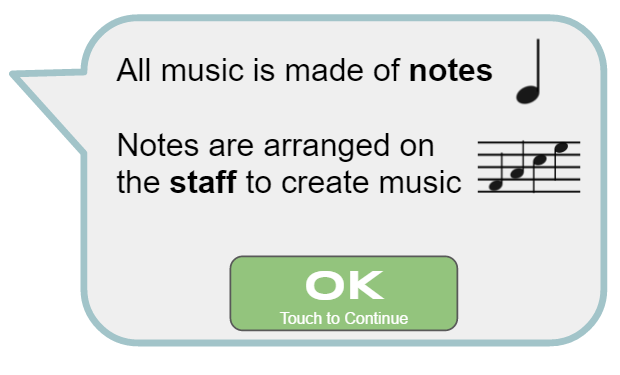 All music is made of notes
Notes are arranged on
the staff to create music
OK
Touch to Continue